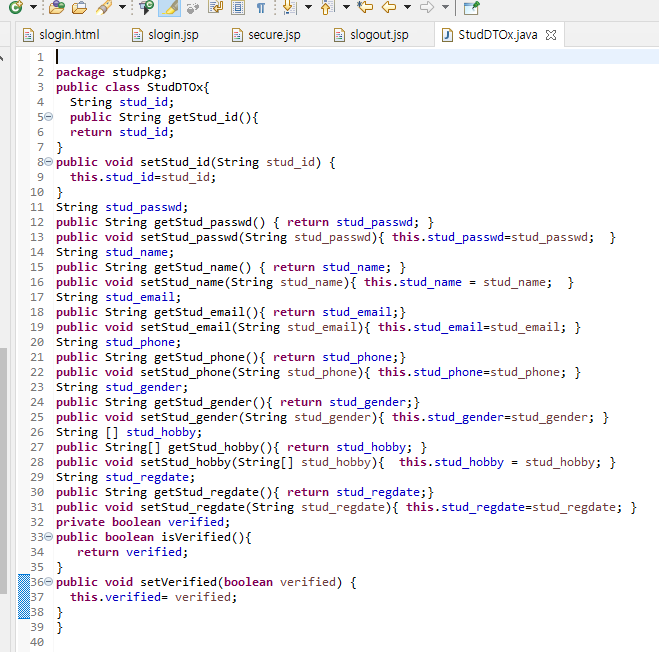 slogin.html slogin.jsp secure.jsp slogout.jsp StudDTOx.java
1
2 package studpkg;
3 public class StudDTOx{
4   String stud_id;
5   public String getStud_id(){
6   return stud_id;
7 }
8 public void setStud_id(String stud_id) {
9   this.stud_id=stud_id;
10 }
11 String stud_passwd;
12 public String getStud_passwd() { return stud_passwd; }
13 public void setStud_passwd(String stud_passwd){ this.stud_passwd=stud_passwd;  }
14 String stud_name;
15 public String getStud_name() { return stud_name; }
16 public void setStud_name(String stud_name){ this.stud_name = stud_name;  }
17 String stud_email;
18 public String getStud_email(){ return stud_email;}
19 public void setStud_email(String stud_email){ this.stud_email=stud_email; }
20 String stud_phone;
21 public String getStud_phone(){ return stud_phone;}
22 public void setStud_phone(String stud_phone){ this.stud_phone=stud_phone; }
23 String stud_gender;
24 public String getStud_gender(){ return stud_gender;}
25 public void setStud_gender(String stud_gender){ this.stud_gender=stud_gender; }
26 String [] stud_hobby;
27 public String[] getStud_hobby(){ return stud_hobby; }
28 public void setStud_hobby(String[] stud_hobby){  this.stud_hobby = stud_hobby; }
29 String stud_regdate;
30 public String getStud_regdate(){ return stud_regdate;}
31 public void setStud_regdate(String stud_regdate){ this.stud_regdate=stud_regdate; }
32 private boolean verified;
33 public boolean isVerified(){
34    return verified;
35 }
36 public void setVerified(boolean verified) {
37   this.verified= verified;
38 }
39 }
40